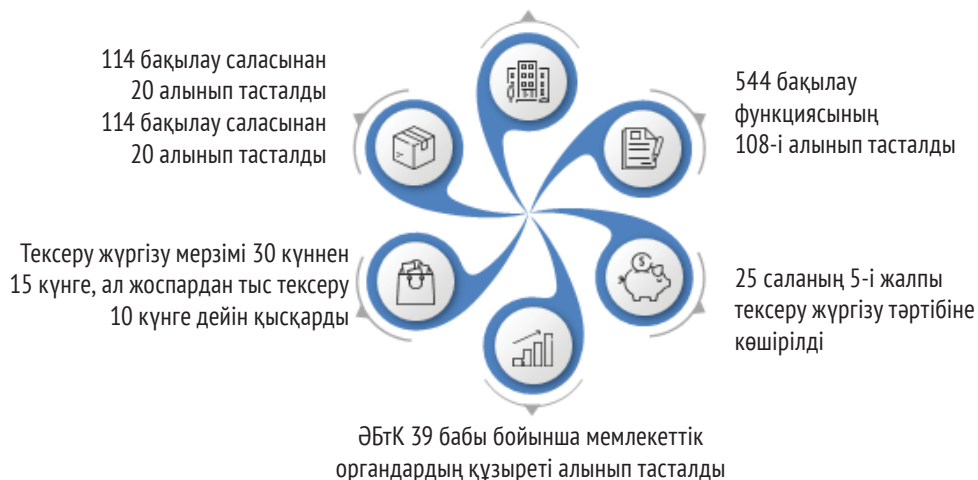 114 бақылау саласынан
20 алынып тасталды
114 бақылау саласынан
20 алынып тасталды
544 бақылау
функциясының
108-і алынып тасталды
Тексеру жүргізу мерзімі 30 күннен
15 күнге, ал жоспардан тыс тексеру
10 күнге дейін қысқарды
25 саланың 5-і жалпы
тексеру жүргізу тәртібіне
көшірілді
ӘБтК 39 бабы бойынша мемлекеттік
органдардың құзыреті алынып тасталды